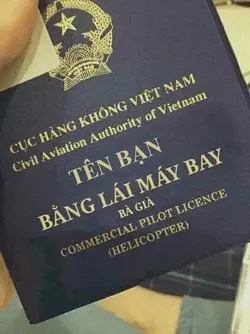 CỤC HÀNG KHÔNG VIỆT NAM
Civil Aviation Authority of Vietnam
TÊN BẠN
BẰNG LÁI MÁY BAY
BÀ GIÀ
COMMERCIAL PILOT LICENCE
(HELICOPTER)